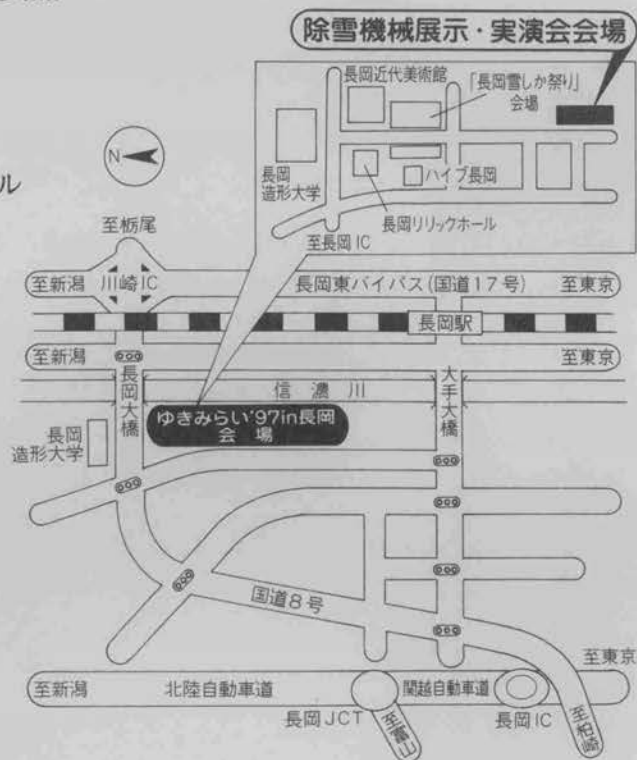 除雪機械展示・実演会会場
長岡近代美術館
「長岡雪しか祭り」
会場
長岡
造形大学
ハイブ長岡
長岡リリックホール
至長岡IC
ル
N
至栃尾
至新潟
川崎IC
長岡東バイパス(国道17号)
至東京
長岡駅
至新潟
至東京
長岡大橋
信濃川
大手大橋
ゆきみらい'97in長岡
会場
長岡
造形大学
国道8号
至東京
至新潟
北陸自動車道
関越自動車道
長岡JCT
至富山
長岡IC
至柏崎